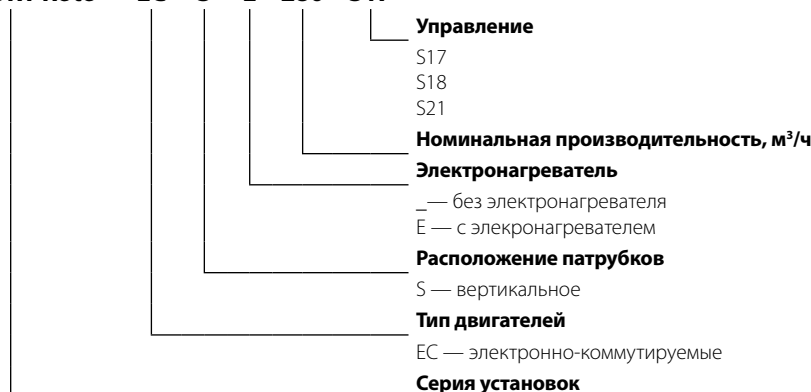 Управление
S17
S18
S21
Номинальная производительность, м³/ч
Электронагреватель
_— без электронагревателя
E — с элекронагревателем
Расположение патрубков
S — вертикальное
Тип двигателей
EC — электронно-коммутируемые
Серия установок